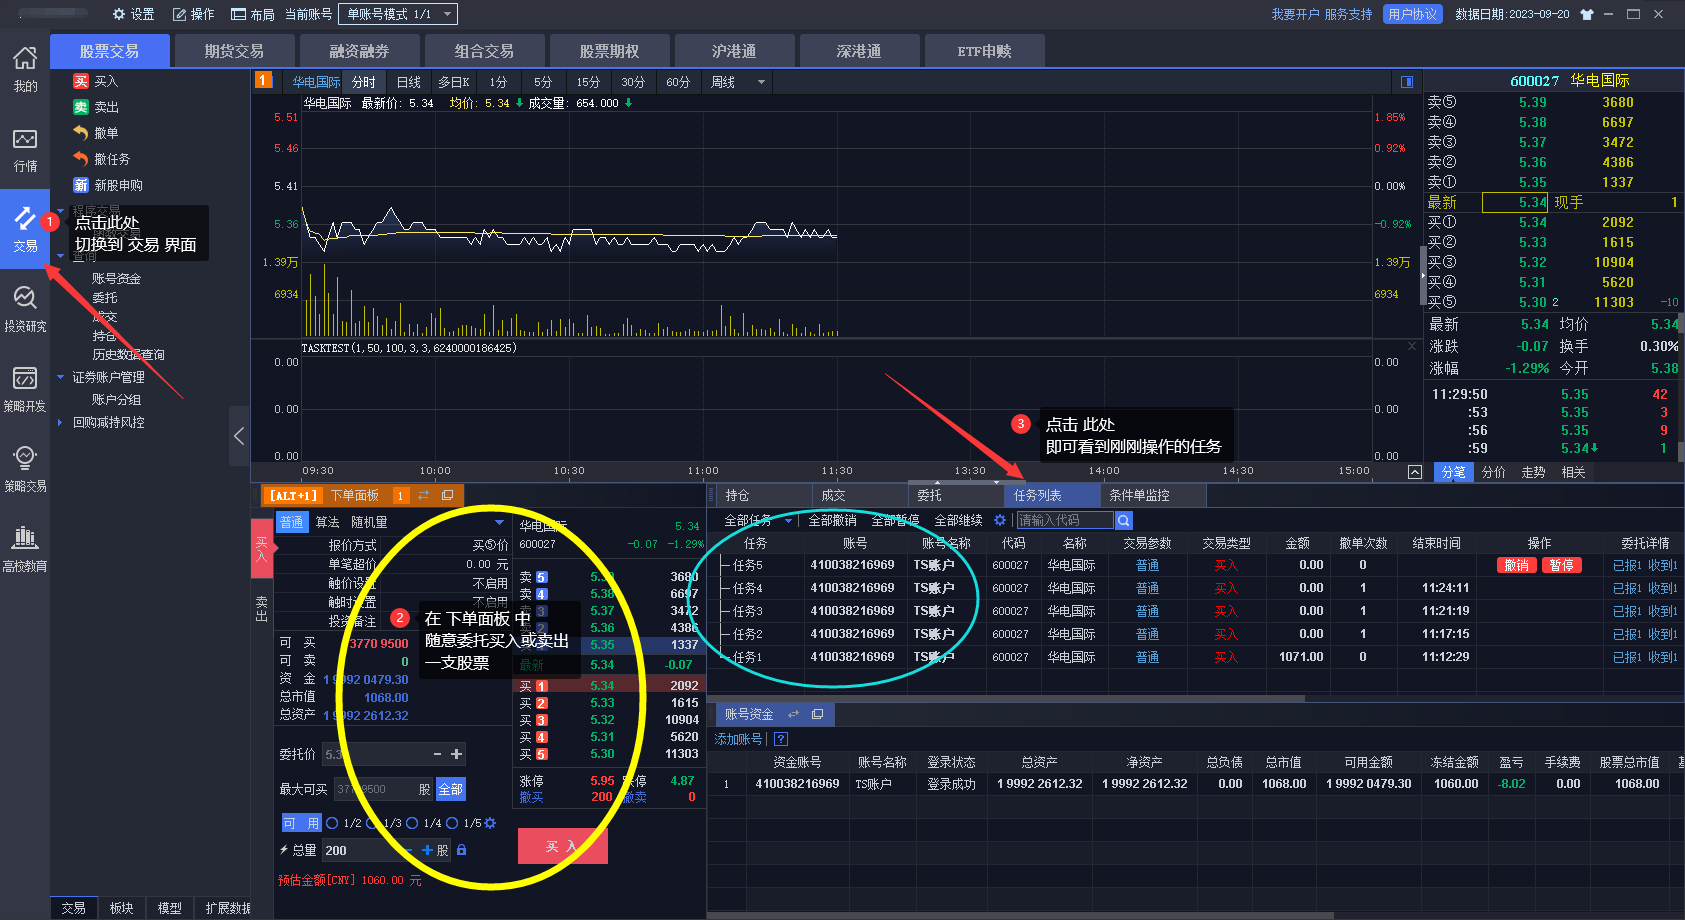 设置 操作 布局 当前账号 单账号模式 1/1 我要开户 服务支持 用户协议 数据日期:2023-09-20
股票交易 期货交易 融资融券 组合交易 股票期权 沪港通 深港通 ETF申赎
我的
行情
交易
投资研究
策略开发
策略交易
高校教育
买 买入
卖 卖出
撤单
撤任务
新 新股申购
1 点击此处
切换到 交易 界面
查询
账号资金
委托
成交
持仓
历史数据查询
证券账户管理
账户分组
回购减持风控
交易 板块 模型 扩展数据
1 华电国际 分时 日线 多日K 1分 5分 15分 30分 60分 周线
华电国际 最新价: 5.34 均价: 5.34 成交量: 654.000
5.51 1.85%
5.46 0.92%
5.41 0.00%
5.36 -0.92%
1.39万 1.39万
6934 6934
TASKTEST(1,50,100,3,3,6240000186425)
0.00 0.00
0.00 0.00
0.00 0.00
09:30 10:00 10:30 11:00 11:30 13:30 14:00 14:30 15:00
3 点击 此处
即可看到刚刚操作的任务
600027 华电国际
卖⑤ 5.39 3680
卖④ 5.38 6697
卖③ 5.37 3472
卖② 5.36 4386
卖① 5.35 1337
最新 5.34 现手 1
买① 5.34 2092
买② 5.33 1615
买③ 5.32 10904
买④ 5.31 5620
买⑤ 5.30 2 11303 -10
最新 5.34 均价 5.34
涨跌 -0.07 换手 0.30%
涨幅 -1.29% 今开 5.38
11:29:50 5.35 42
:53 5.35 3
:56 5.35 9
:59 5.34 1
分笔 分价 走势 相关
[ALT+1] 下单面板 1
买入
卖出
普通 算法 随机量
报价方式 买⑤价
单笔超价 0.00 元
触价设置 不启用
触时设置 不启用
投资备注
可 买 3770 9500
可 卖 0
资 金 1 9992 0479.30
总市值 1068.00
总资产 1 9992 2612.32
委托价 5.3
最大可买 3770 9500 股 全部
可 用 1/2 1/3 1/4 1/5
总量 200 股
预估金额[CNY] 1060.00 元
2 在 下单面板 中
随意委托买入或卖出
一支股票
华电国际 5.34
600027 -0.07 -1.29%
卖 5 5.39 3680
卖 4 5.38 6697
卖 3 5.37 3472
卖 2 5.36 4386
5.35 1337
最新 5.34 -0.07
买 1 5.34 2092
买 2 5.33 1615
买 3 5.32 10904
买 4 5.31 5620
买 5 5.30 11303
涨停 5.95 跌停 4.87
撤买 200 撤卖 0
买 入
持仓 成交 委托 任务列表 条件单监控
全部任务 全部撤销 全部暂停 全部继续 请输入代码
任务 账号 账号名称 代码 名称 交易参数 交易类型 金额 撤单次数 结束时间 操作 委托详情
任务5 410038216969 TS账户 600027 华电国际 普通 买入 0.00 0 撤销 暂停 已报1 收到1
任务4 410038216969 TS账户 600027 华电国际 普通 买入 0.00 1 11:24:11 已报1 收到1
任务3 410038216969 TS账户 600027 华电国际 普通 买入 0.00 1 11:21:19 已报1 收到1
任务2 410038216969 TS账户 600027 华电国际 普通 买入 0.00 1 11:17:15 已报1 收到1
任务1 410038216969 TS账户 600027 华电国际 普通 买入 1071.00 0 11:12:29 已报1 收到1
账号资金
添加账号 ?
资金账号 账号名称 登录状态 总资产 净资产 总负债 总市值 可用金额 冻结金额 盈亏 手续费 股票总市值
1 410038216969 TS账户 登录成功 1 9992 2612.32 1 9992 2612.32 0.00 1068.00 1 9992 0479.30 1060.00 -8.02 0.00 1068.00